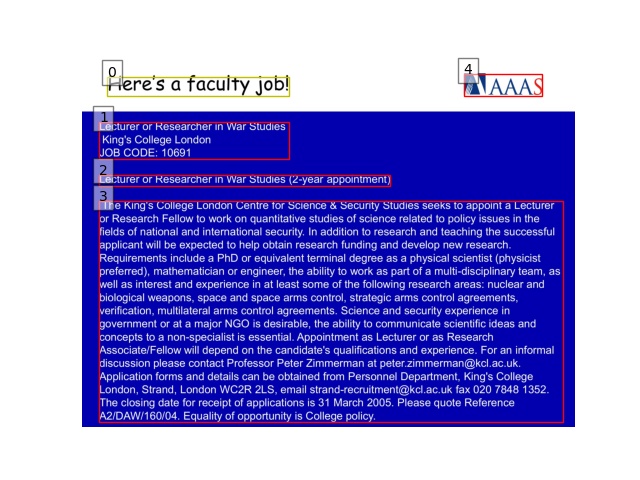 Here's a faculty job!
AAAS
Lecturer or Researcher in War Studies
King's College London
JOB CODE: 10691
Lecturer or Researcher in War Studies (2-year appointment)
The King's College London Centre for Science & Security Studies seeks to appoint a Lecturer
or Research Fellow to work on quantitative studies of science related to policy issues in the
fields of national and international security. In addition to research and teaching the successful
applicant will be expected to help obtain research funding and develop new research.
Requirements include a PhD or equivalent terminal degree as a physical scientist (physicist
preferred), mathematician or engineer, the ability to work as part of a multi-disciplinary team, as
well as interest and experience in at least some of the following research areas: nuclear and
biological weapons, space and space arms control, strategic arms control agreements,
verification, multilateral arms control agreements. Science and security experience in
government or at a major NGO is desirable, the ability to communicate scientific ideas and
concepts to a non-specialist is essential. Appointment as Lecturer or as Research
Associate/Fellow will depend on the candidate's qualifications and experience. For an informal
discussion please contact Professor Peter Zimmerman at peter.zimmerman@kcl.ac.uk.
Application forms and details can be obtained from Personnel Department, King's College
London, Strand, London WC2R 2LS, email strand-recruitment@kcl.ac.uk fax 020 7848 1352.
The closing date for receipt of applications is 31 March 2005. Please quote Reference
A2/DAW/160/04. Equality of opportunity is College policy.
0
1
2
3
4